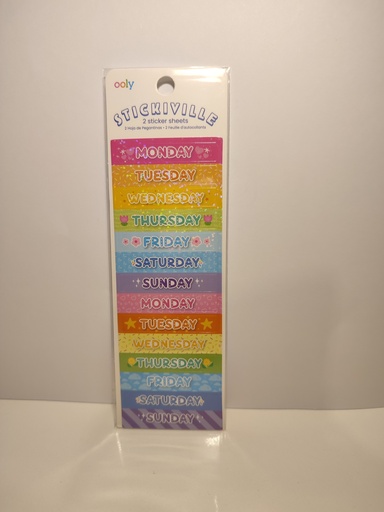 ooly
STICKIVILLE
2 sticker sheets
MONDAY
TUESDAY
WEDNESDAY
THURSDAY
FRIDAY
SATURDAY
SUNDAY
MONDAY
TUESDAY
WEDNESDAY
THURSDAY
FRIDAY
SATURDAY
SUNDAY